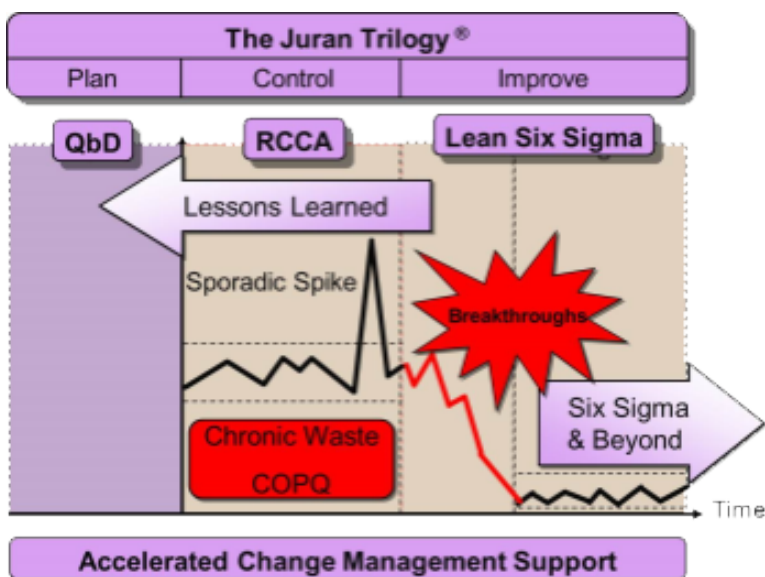 The Juran Trilogy ®
Plan Control Improve
QbD RCCA Lean Six Sigma
Lessons Learned
Sporadic Spike
Breakthroughs
Chronic Waste
COPQ
Six Sigma
& Beyond
Time
Accelerated Change Management Support